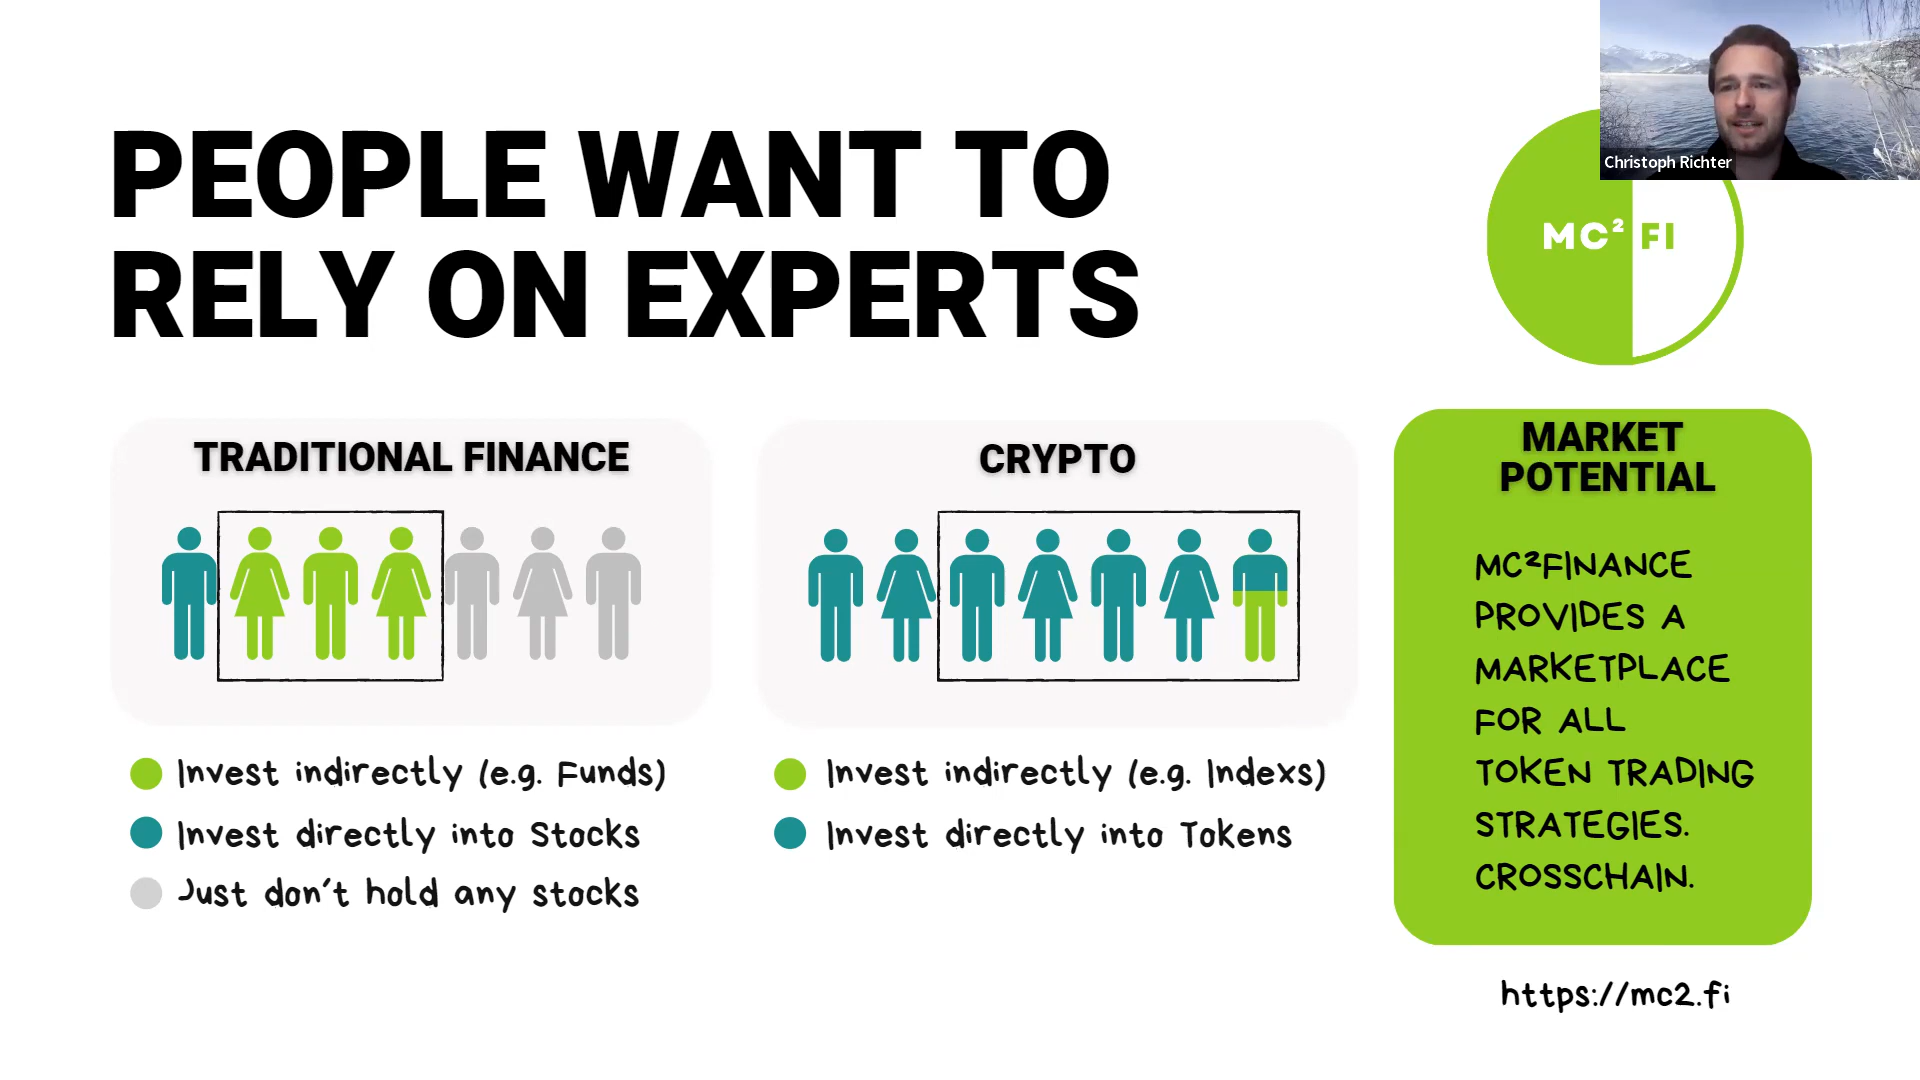 PEOPLE WANT TO
RELY ON EXPERTS
Christoph Richter
MC² FI
TRADITIONAL FINANCE
Invest indirectly (e.g. Funds)
Invest directly into Stocks
Just don't hold any stocks
CRYPTO
Invest indirectly (e.g. Indexs)
Invest directly into Tokens
MARKET
POTENTIAL
MC²FINANCE
PROVIDES A
MARKETPLACE
FOR ALL
TOKEN TRADING
STRATEGIES.
CROSSCHAIN.
https://mc2.fi